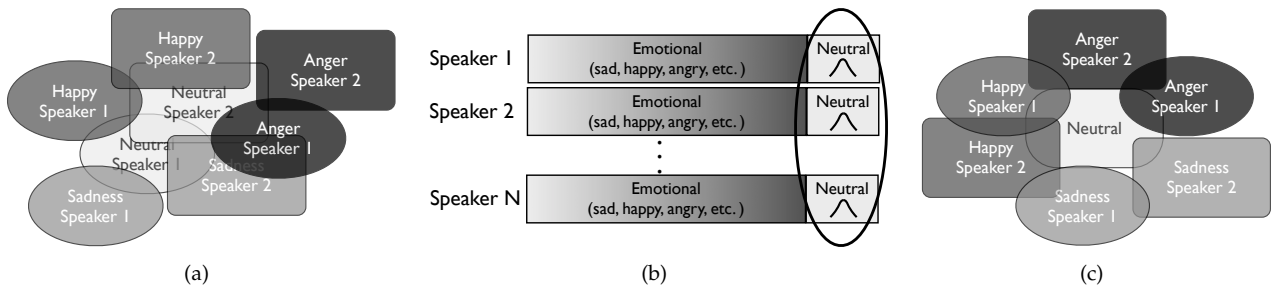 Happy
Speaker 2
Anger
Speaker 2
Happy
Speaker 1
Neutral
Speaker 2
Anger
Speaker 1
Neutral
Speaker 1
Sadness
Speaker 2
Sadness
Speaker 1
(a)
Speaker 1
Emotional
(sad, happy, angry, etc. )
Neutral
Speaker 2
Emotional
(sad, happy, angry, etc. )
Neutral
Speaker N
Emotional
(sad, happy, angry, etc. )
Neutral
(b)
Anger
Speaker 2
Happy
Speaker 1
Anger
Speaker 1
Neutral
Happy
Speaker 2
Sadness
Speaker 2
Sadness
Speaker 1
(c)